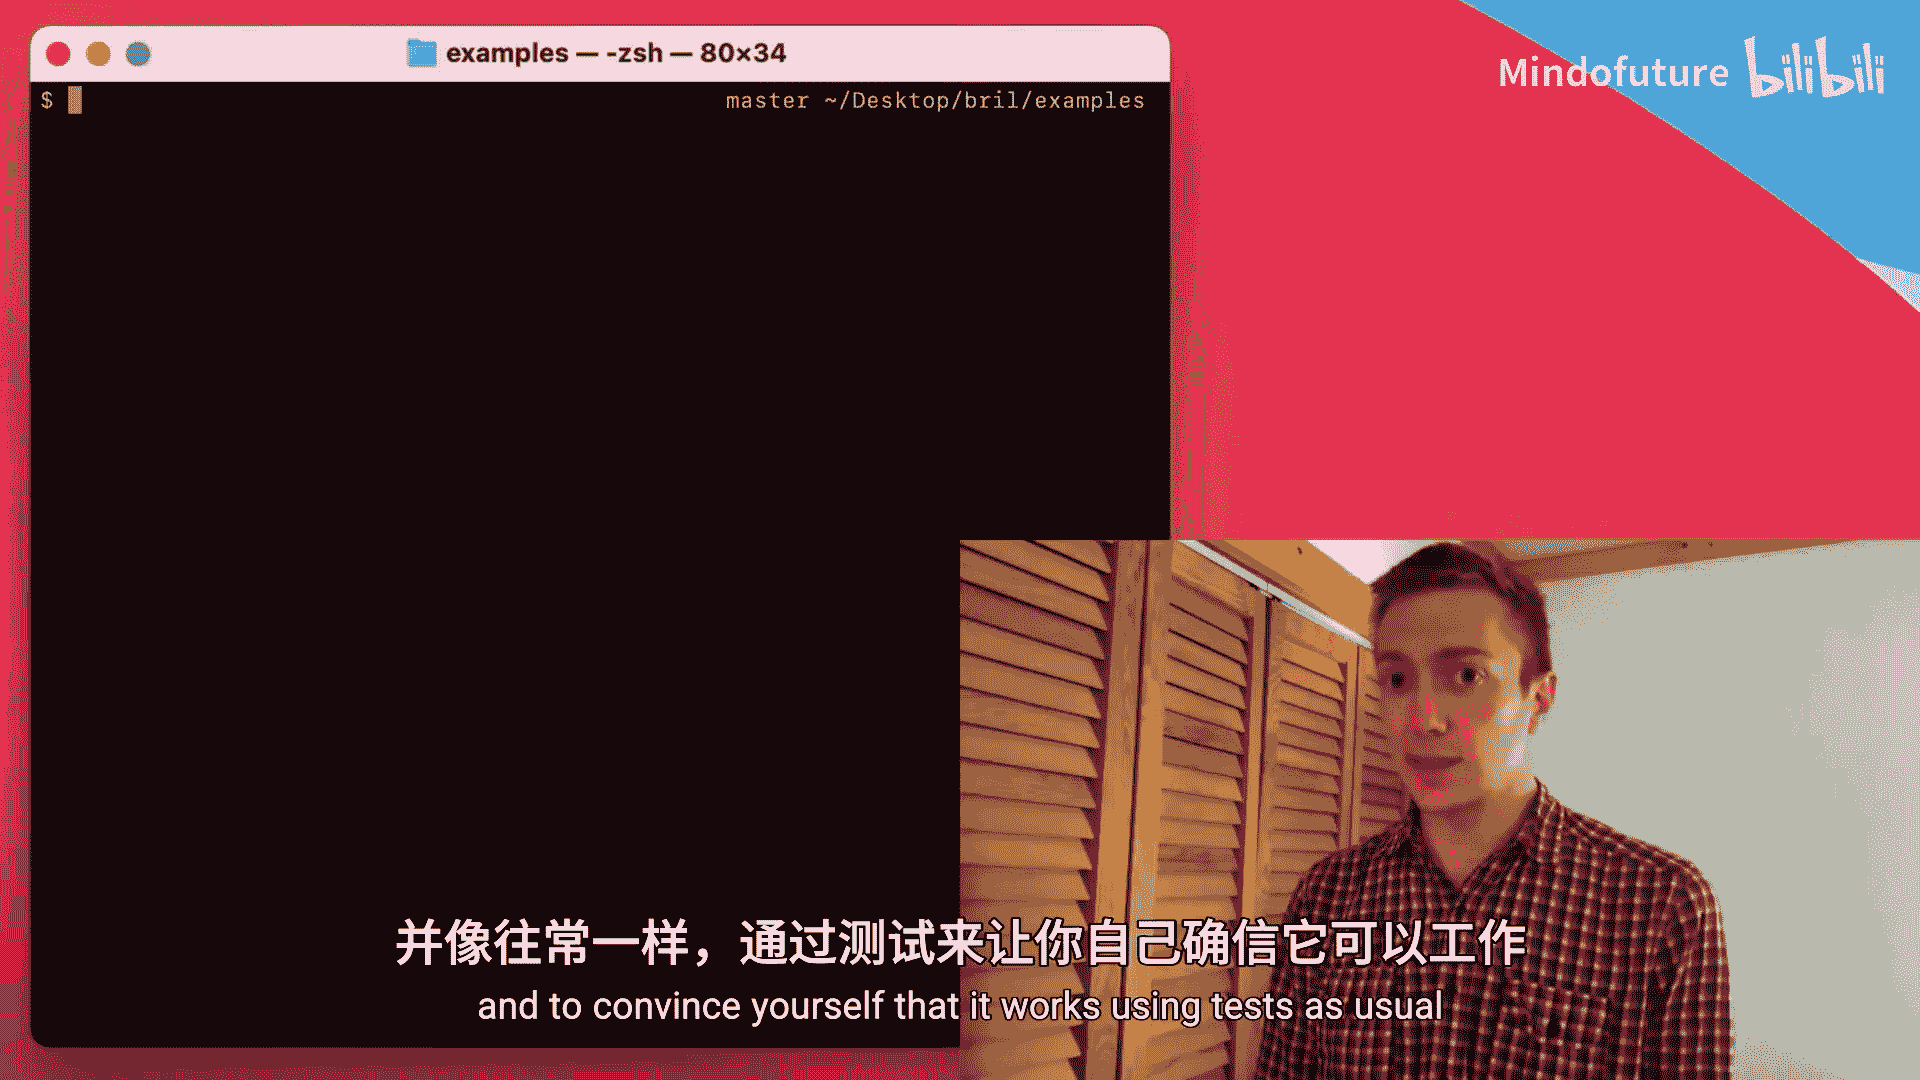 examples — -zsh — 80×34
Mindofuture bilibili
$ master ~/Desktop/bril/examples
并像往常一样，通过测试来让你自己确信它可以工作
and to convince yourself that it works using tests as usual